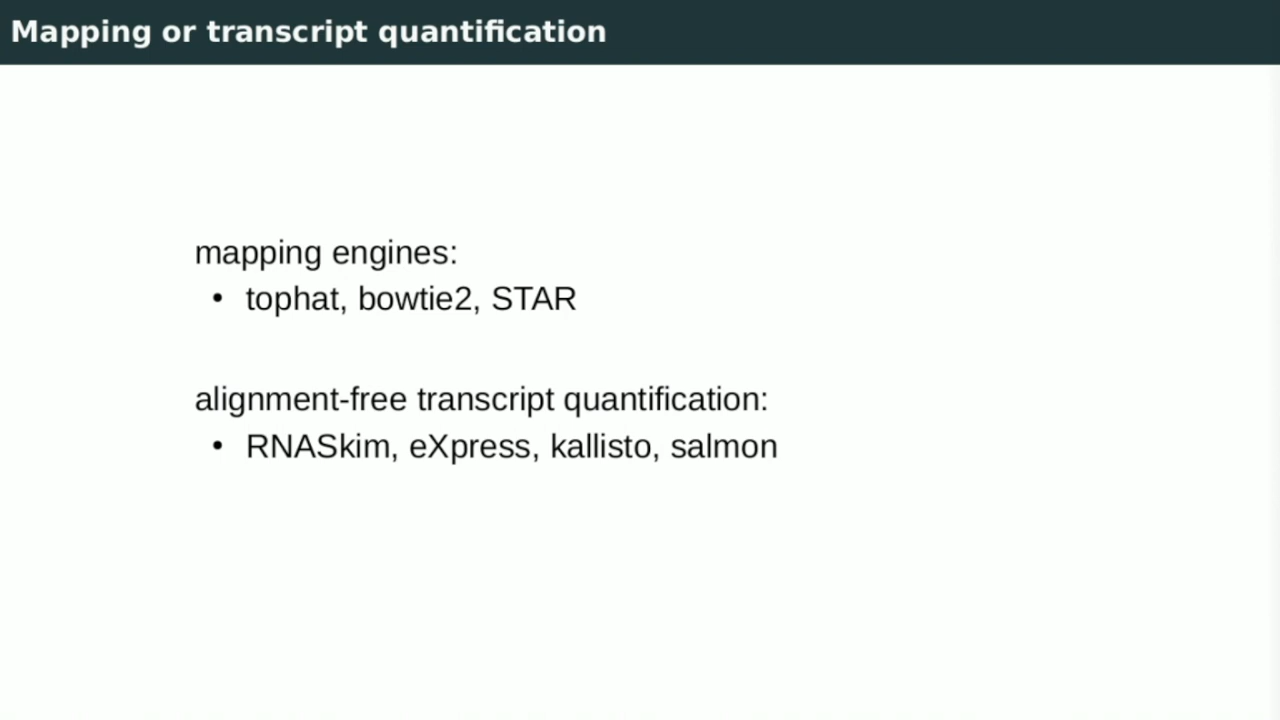 Mapping or transcript quantification
mapping engines:
• tophat, bowtie2, STAR
alignment-free transcript quantification:
• RNASkim, eXpress, kallisto, salmon